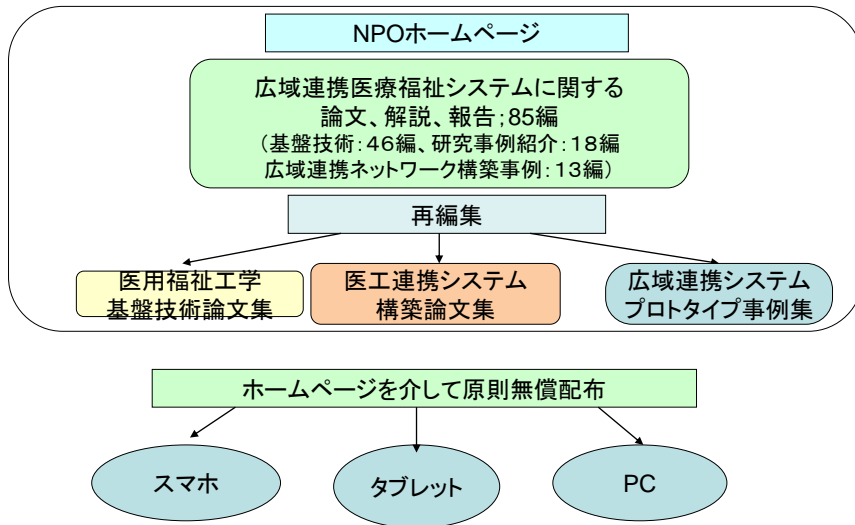 NPOホームページ
広域連携医療福祉システムに関する
論文、解説、報告;85編
(基盤技術:46編、研究事例紹介:18編
広域連携ネットワーク構築事例:13編)
再編集
医用福祉工学
基盤技術論文集
医工連携システム
構築論文集
広域連携システム
プロトタイプ事例集
ホームページを介して原則無償配布
スマホ
タブレット
PC